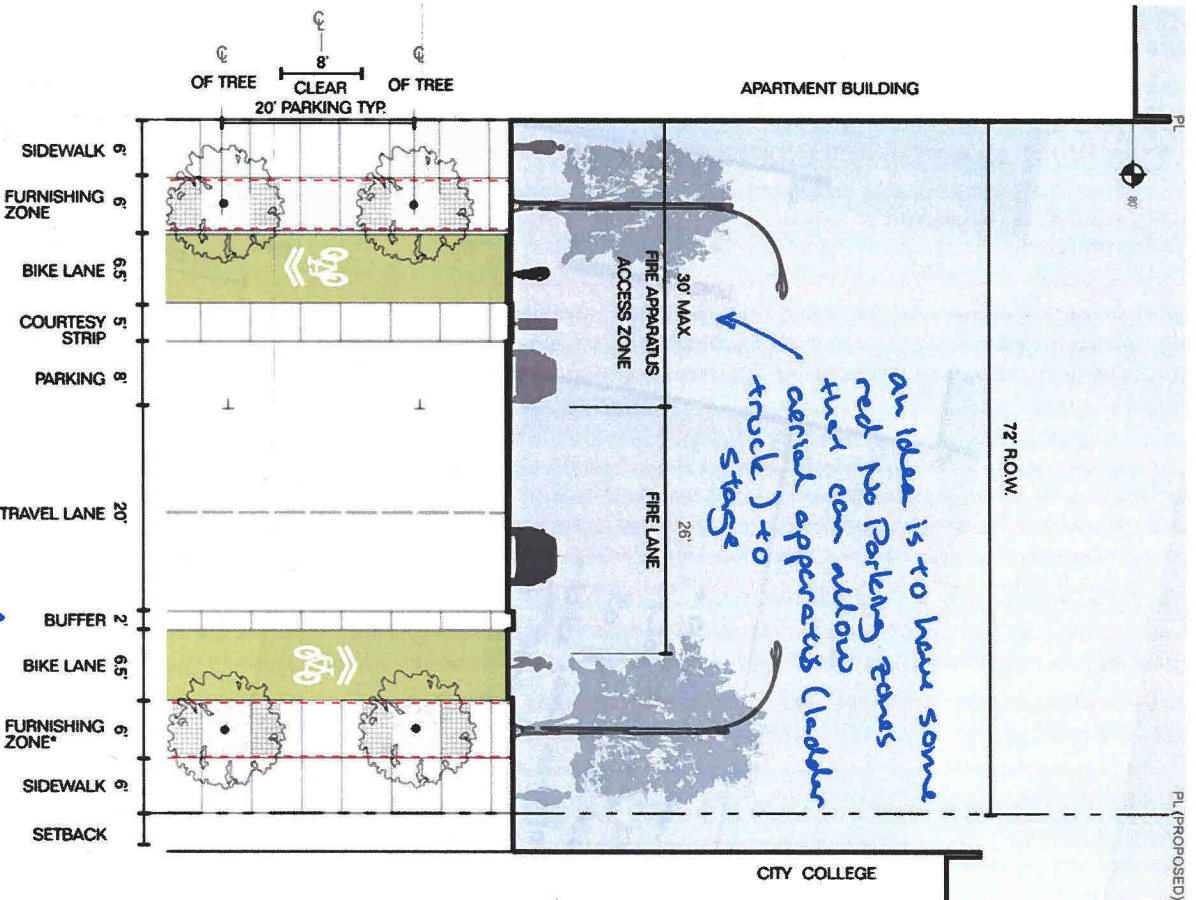 ℄
℄
8'
℄
OF TREE
CLEAR
OF TREE
20' PARKING TYP.
APARTMENT BUILDING
PL
80'
SIDEWALK 6'
FURNISHING ZONE 6'
BIKE LANE 6.5'
COURTESY STRIP 5'
PARKING 8'
TRAVEL LANE 20'
BUFFER 2'
BIKE LANE 6.5'
FURNISHING ZONE* 6'
SIDEWALK 6'
SETBACK
30' MAX.
FIRE APPARATUS
ACCESS ZONE
26'
FIRE LANE
an idea is to have some
red No Parking zones
that can allow
aerial apparatus (ladder
truck) to
stage
72' R.O.W.
PL (PROPOSED)
CITY COLLEGE